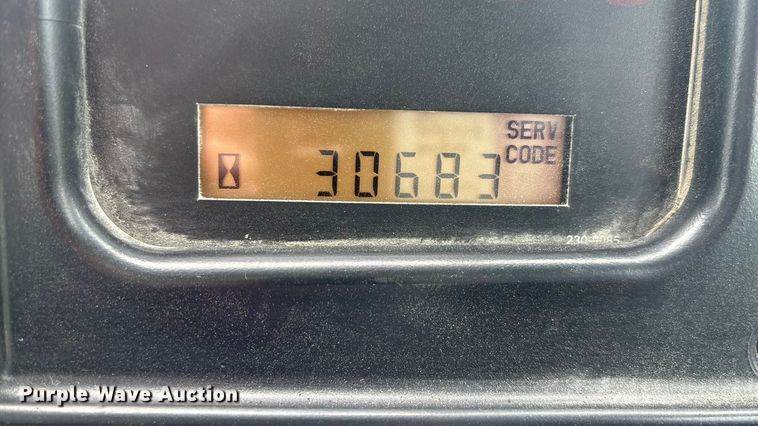 SERV
CODE
30683
Purple Wave Auction